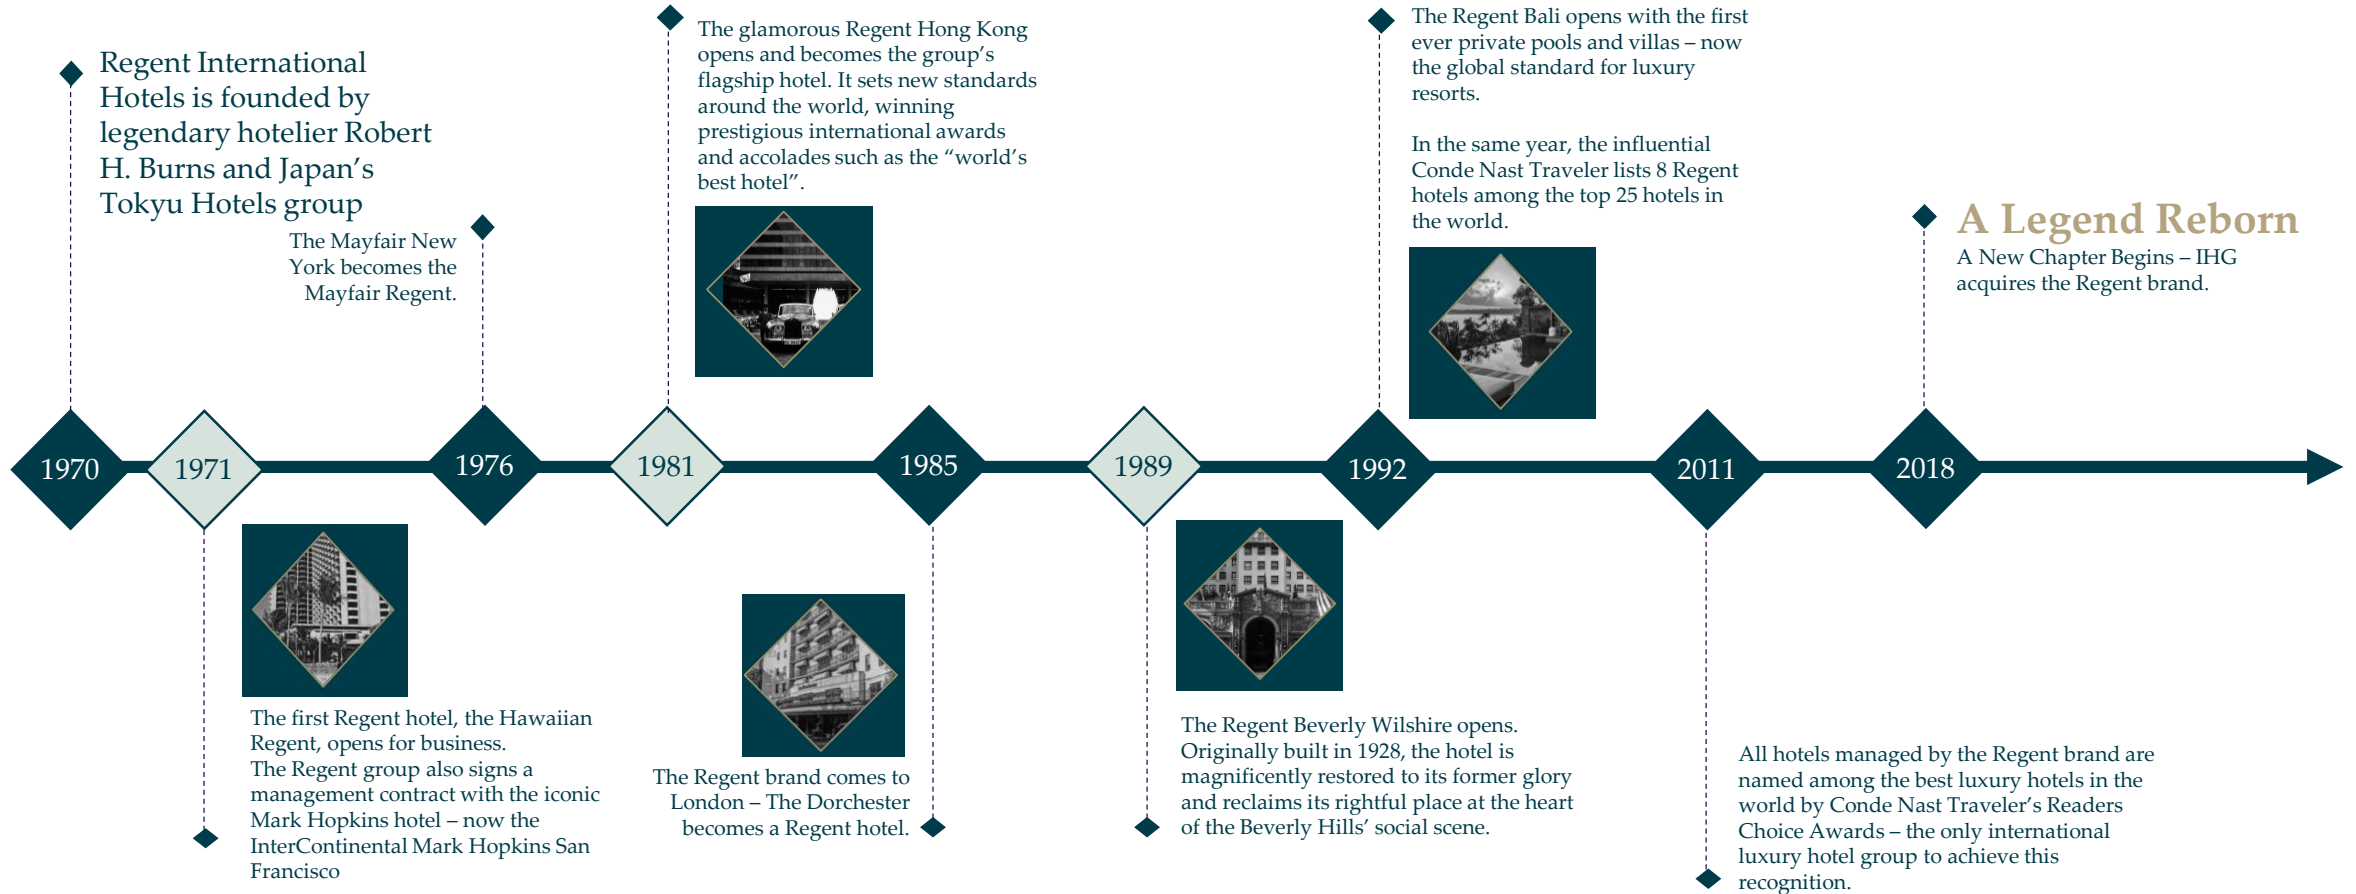 Regent International
Hotels is founded by
legendary hotelier Robert
H. Burns and Japan’s
Tokyu Hotels group
The Mayfair New
York becomes the
Mayfair Regent.
The glamorous Regent Hong Kong
opens and becomes the group’s
flagship hotel. It sets new standards
around the world, winning
prestigious international awards
and accolades such as the “world’s
best hotel”.
The Regent Bali opens with the first
ever private pools and villas – now
the global standard for luxury
resorts.
In the same year, the influential
Conde Nast Traveler lists 8 Regent
hotels among the top 25 hotels in
the world.
A Legend Reborn
A New Chapter Begins – IHG
acquires the Regent brand.
1970
1971
1976
1981
1985
1989
1992
2011
2018
The first Regent hotel, the Hawaiian
Regent, opens for business.
The Regent group also signs a
management contract with the iconic
Mark Hopkins hotel – now the
InterContinental Mark Hopkins San
Francisco
The Regent brand comes to
London – The Dorchester
becomes a Regent hotel.
The Regent Beverly Wilshire opens.
Originally built in 1928, the hotel is
magnificently restored to its former glory
and reclaims its rightful place at the heart
of the Beverly Hills’ social scene.
All hotels managed by the Regent brand are
named among the best luxury hotels in the
world by Conde Nast Traveler’s Readers
Choice Awards – the only international
luxury hotel group to achieve this
recognition.